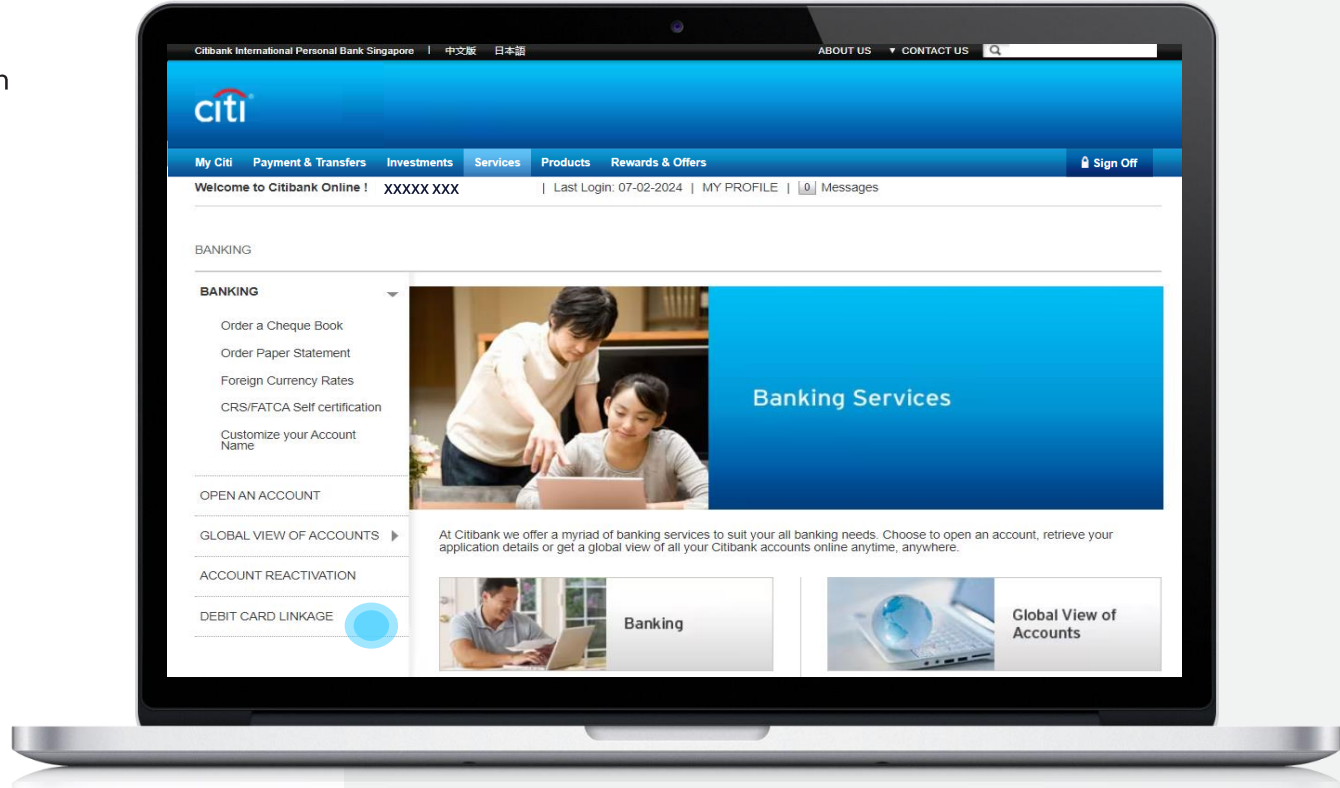 n
Citibank International Personal Bank Singapore | 中文版 日本語 ABOUT US ▼ CONTACT US
citi®
My Citi Payment & Transfers Investments Services Products Rewards & Offers Sign Off
Welcome to Citibank Online ! XXXXX XXX | Last Login: 07-02-2024 | MY PROFILE | 0 Messages
BANKING
BANKING
Order a Cheque Book
Order Paper Statement
Foreign Currency Rates
CRS/FATCA Self certification
Customize your Account
Name
OPEN AN ACCOUNT
GLOBAL VIEW OF ACCOUNTS
ACCOUNT REACTIVATION
DEBIT CARD LINKAGE
Banking Services
At Citibank we offer a myriad of banking services to suit your all banking needs. Choose to open an account, retrieve your
application details or get a global view of all your Citibank accounts online anytime, anywhere.
Banking
Global View of
Accounts